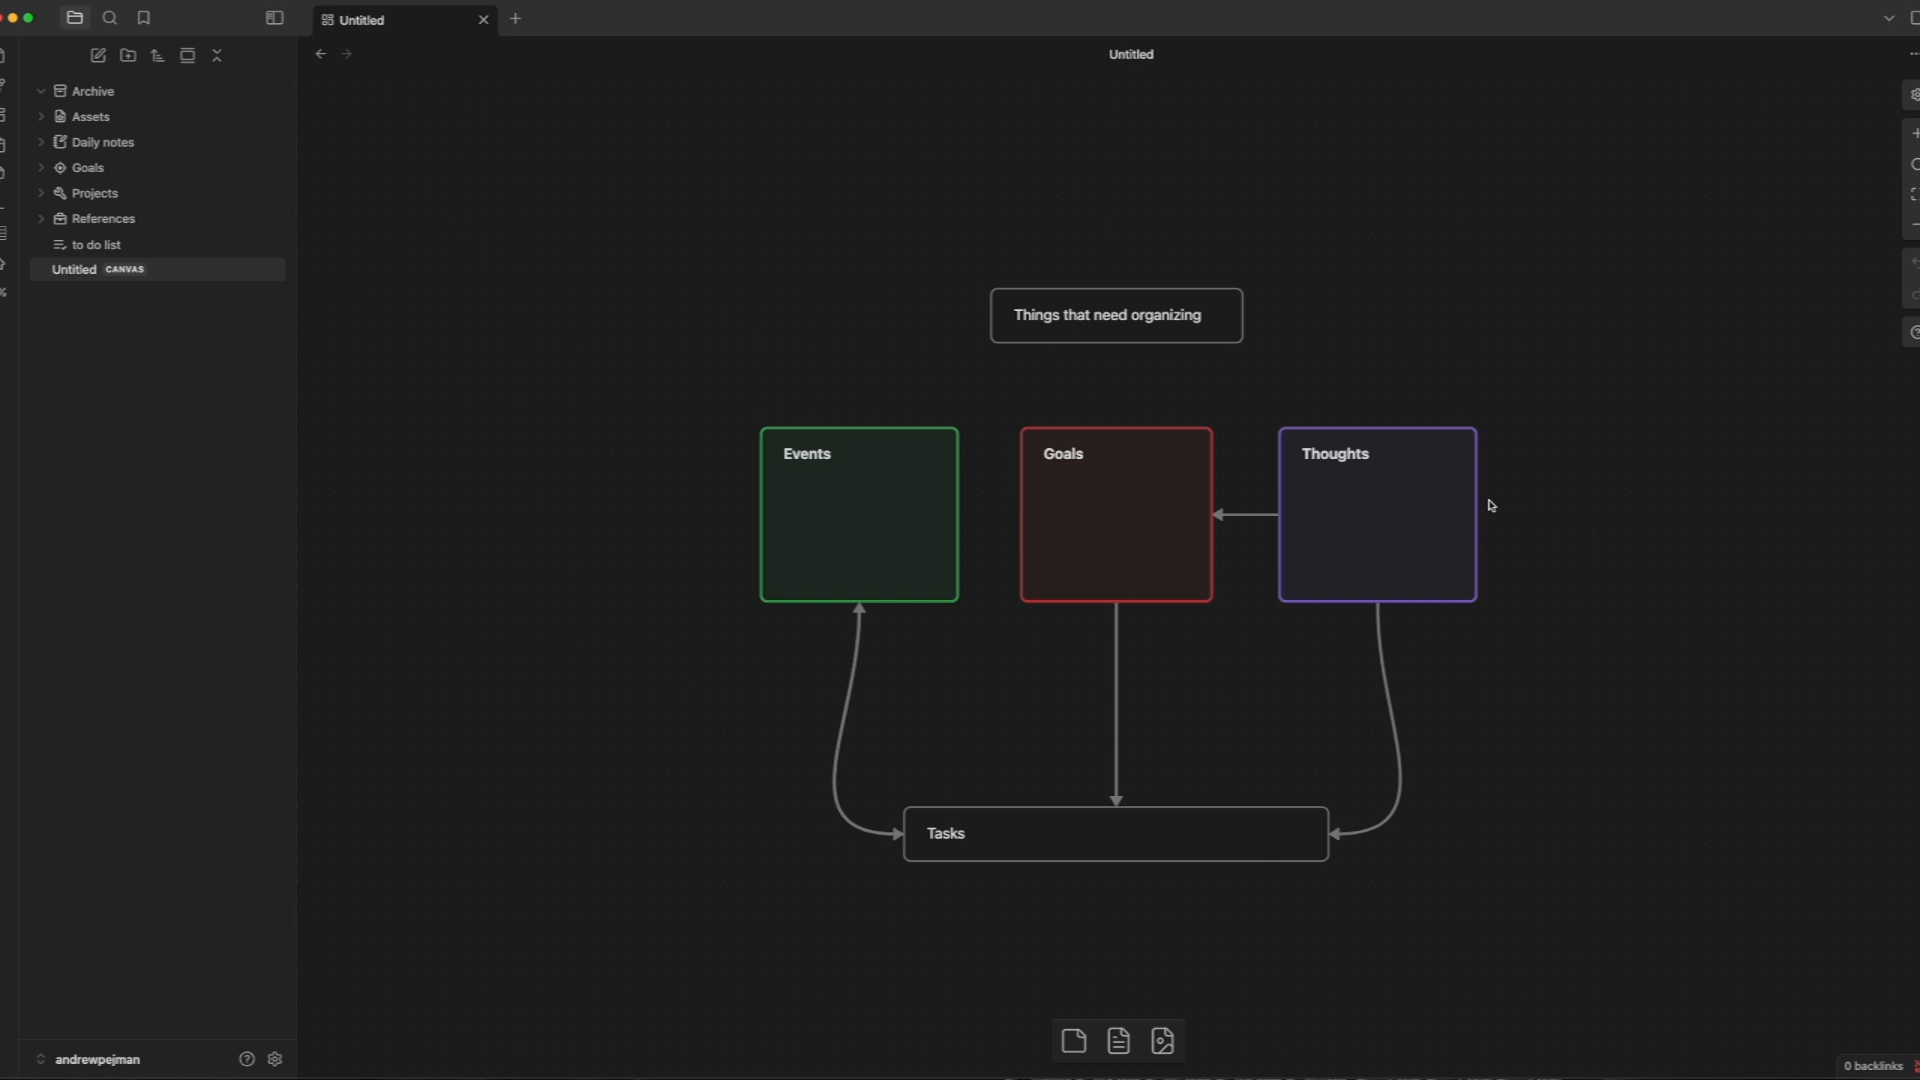 Untitled
Untitled
Archive
Assets
Daily notes
Goals
Projects
References
to do list
Untitled CANVAS
Things that need organizing
Events
Goals
Thoughts
Tasks
andrewpejman
0 backlinks